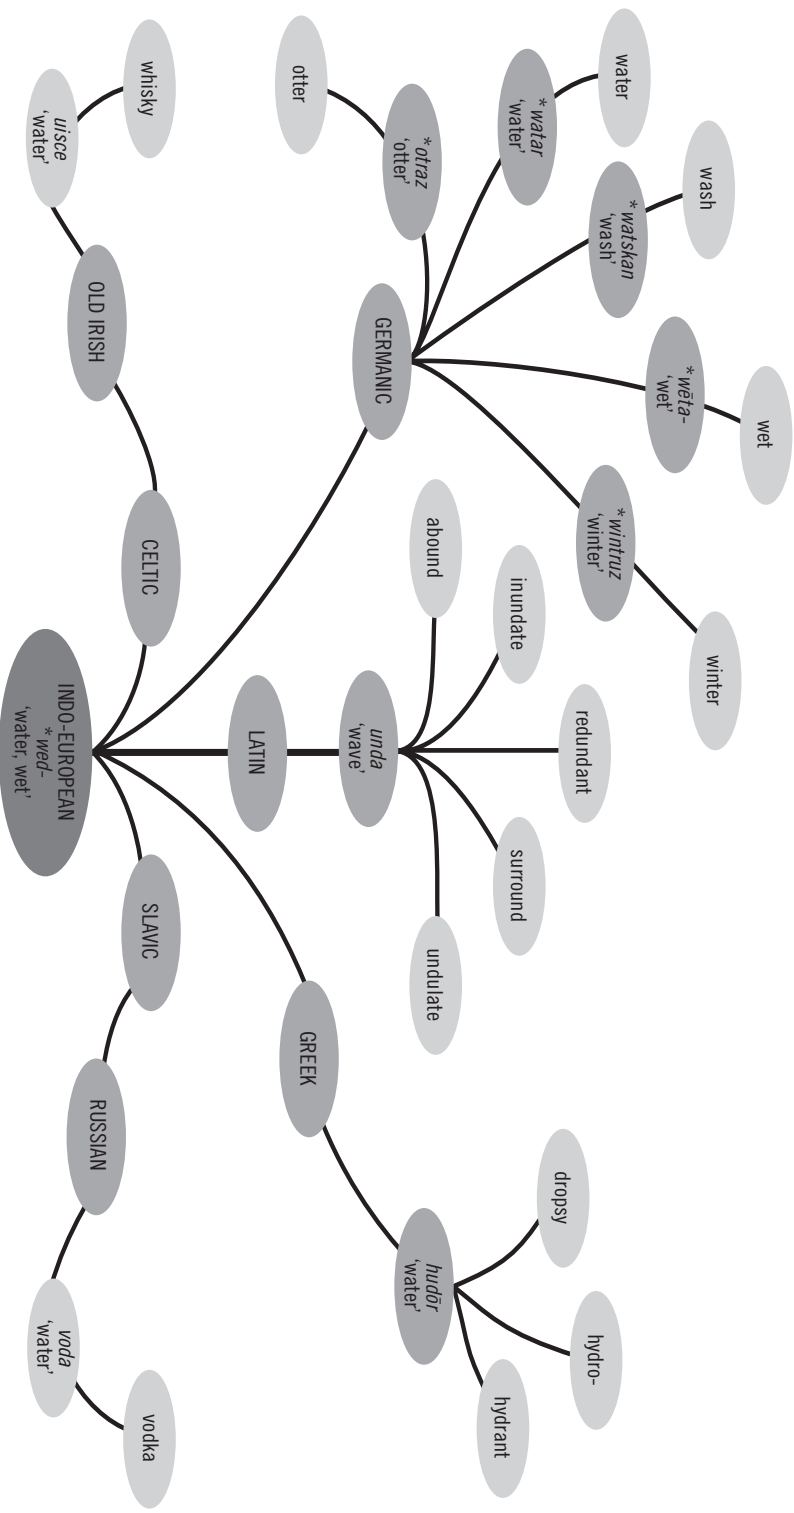 wet
winter
wash
water
*wēta-
‘wet’
*wintruz
‘winter’
*watskan
‘wash’
*watar
‘water’
otter
*otraz
‘otter’
GERMANIC
redundant
inundate
surround
abound
undulate
unda
‘wave’
LATIN
hydro-
dropsy
hydrant
hudōr
‘water’
GREEK
whisky
uisce
‘water’
OLD IRISH
CELTIC
INDO-EUROPEAN
*wed-
‘water, wet’
SLAVIC
RUSSIAN
voda
‘water’
vodka